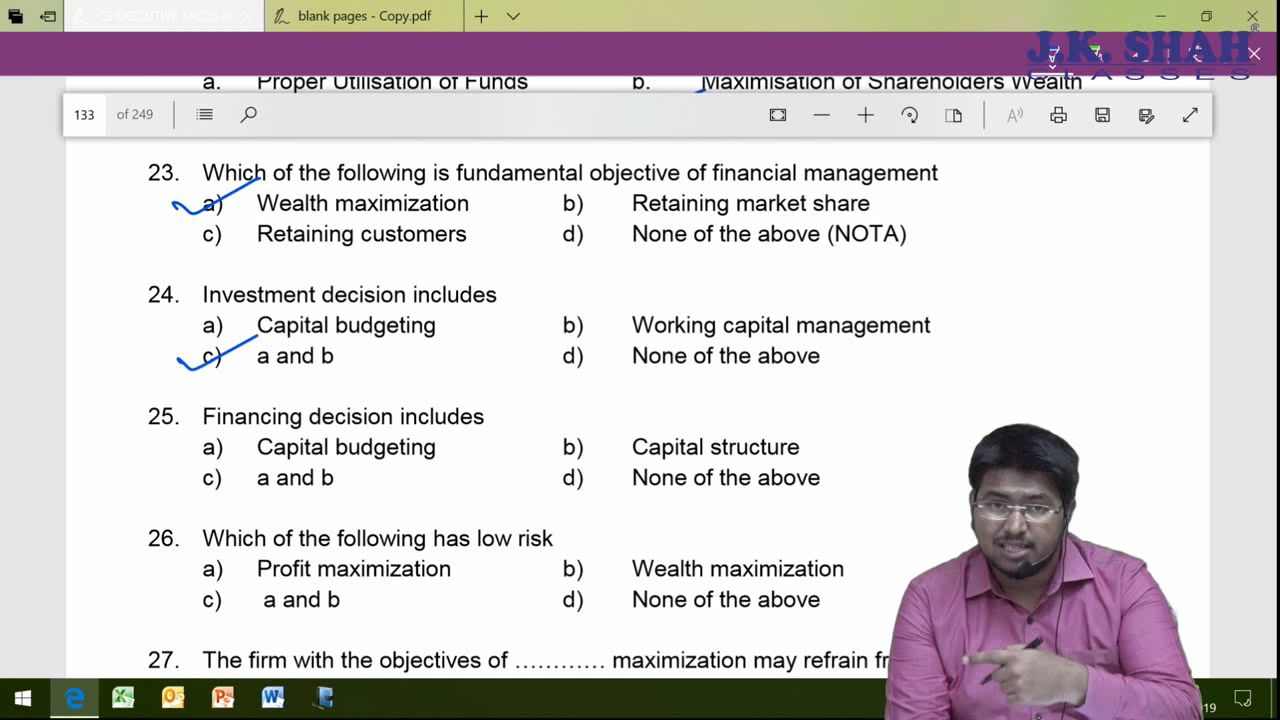 blank pages - Copy.pdf
J.K. SHAH®
CLASSES
a. Proper Utilisation of Funds b. Maximisation of Shareholders Wealth
133 of 249
23. Which of the following is fundamental objective of financial management
a) Wealth maximization b) Retaining market share
c) Retaining customers d) None of the above (NOTA)
24. Investment decision includes
a) Capital budgeting b) Working capital management
c) a and b d) None of the above
25. Financing decision includes
a) Capital budgeting b) Capital structure
c) a and b d) None of the above
26. Which of the following has low risk
a) Profit maximization b) Wealth maximization
c) a and b d) None of the above
27. The firm with the objectives of ………… maximization may refrain
19